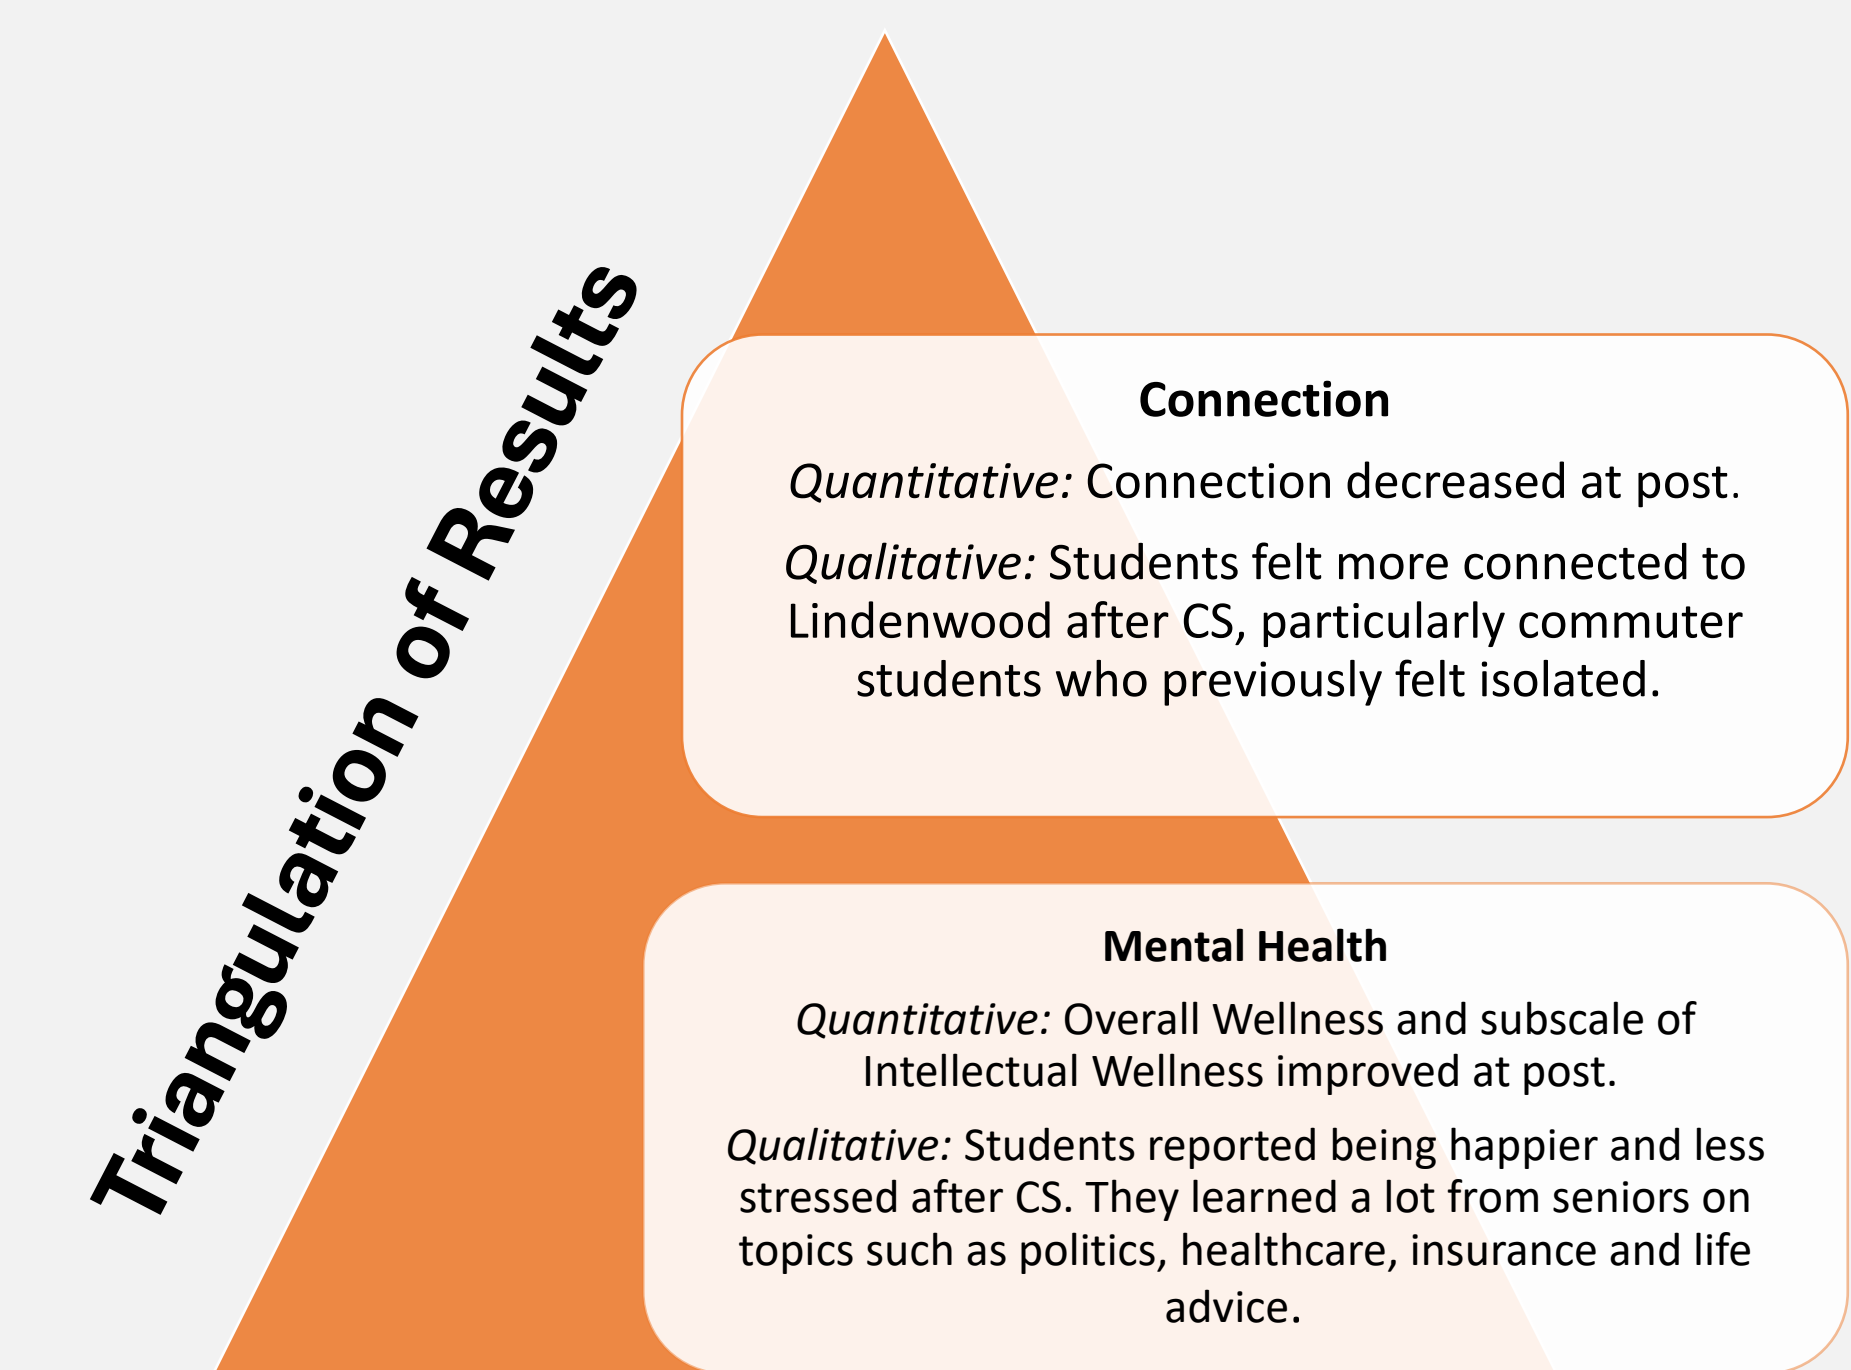 Triangulation of Results
Connection
Quantitative: Connection decreased at post.
Qualitative: Students felt more connected to
Lindenwood after CS, particularly commuter
students who previously felt isolated.
Mental Health
Quantitative: Overall Wellness and subscale of
Intellectual Wellness improved at post.
Qualitative: Students reported being happier and less
stressed after CS. They learned a lot from seniors on
topics such as politics, healthcare, insurance and life
advice.